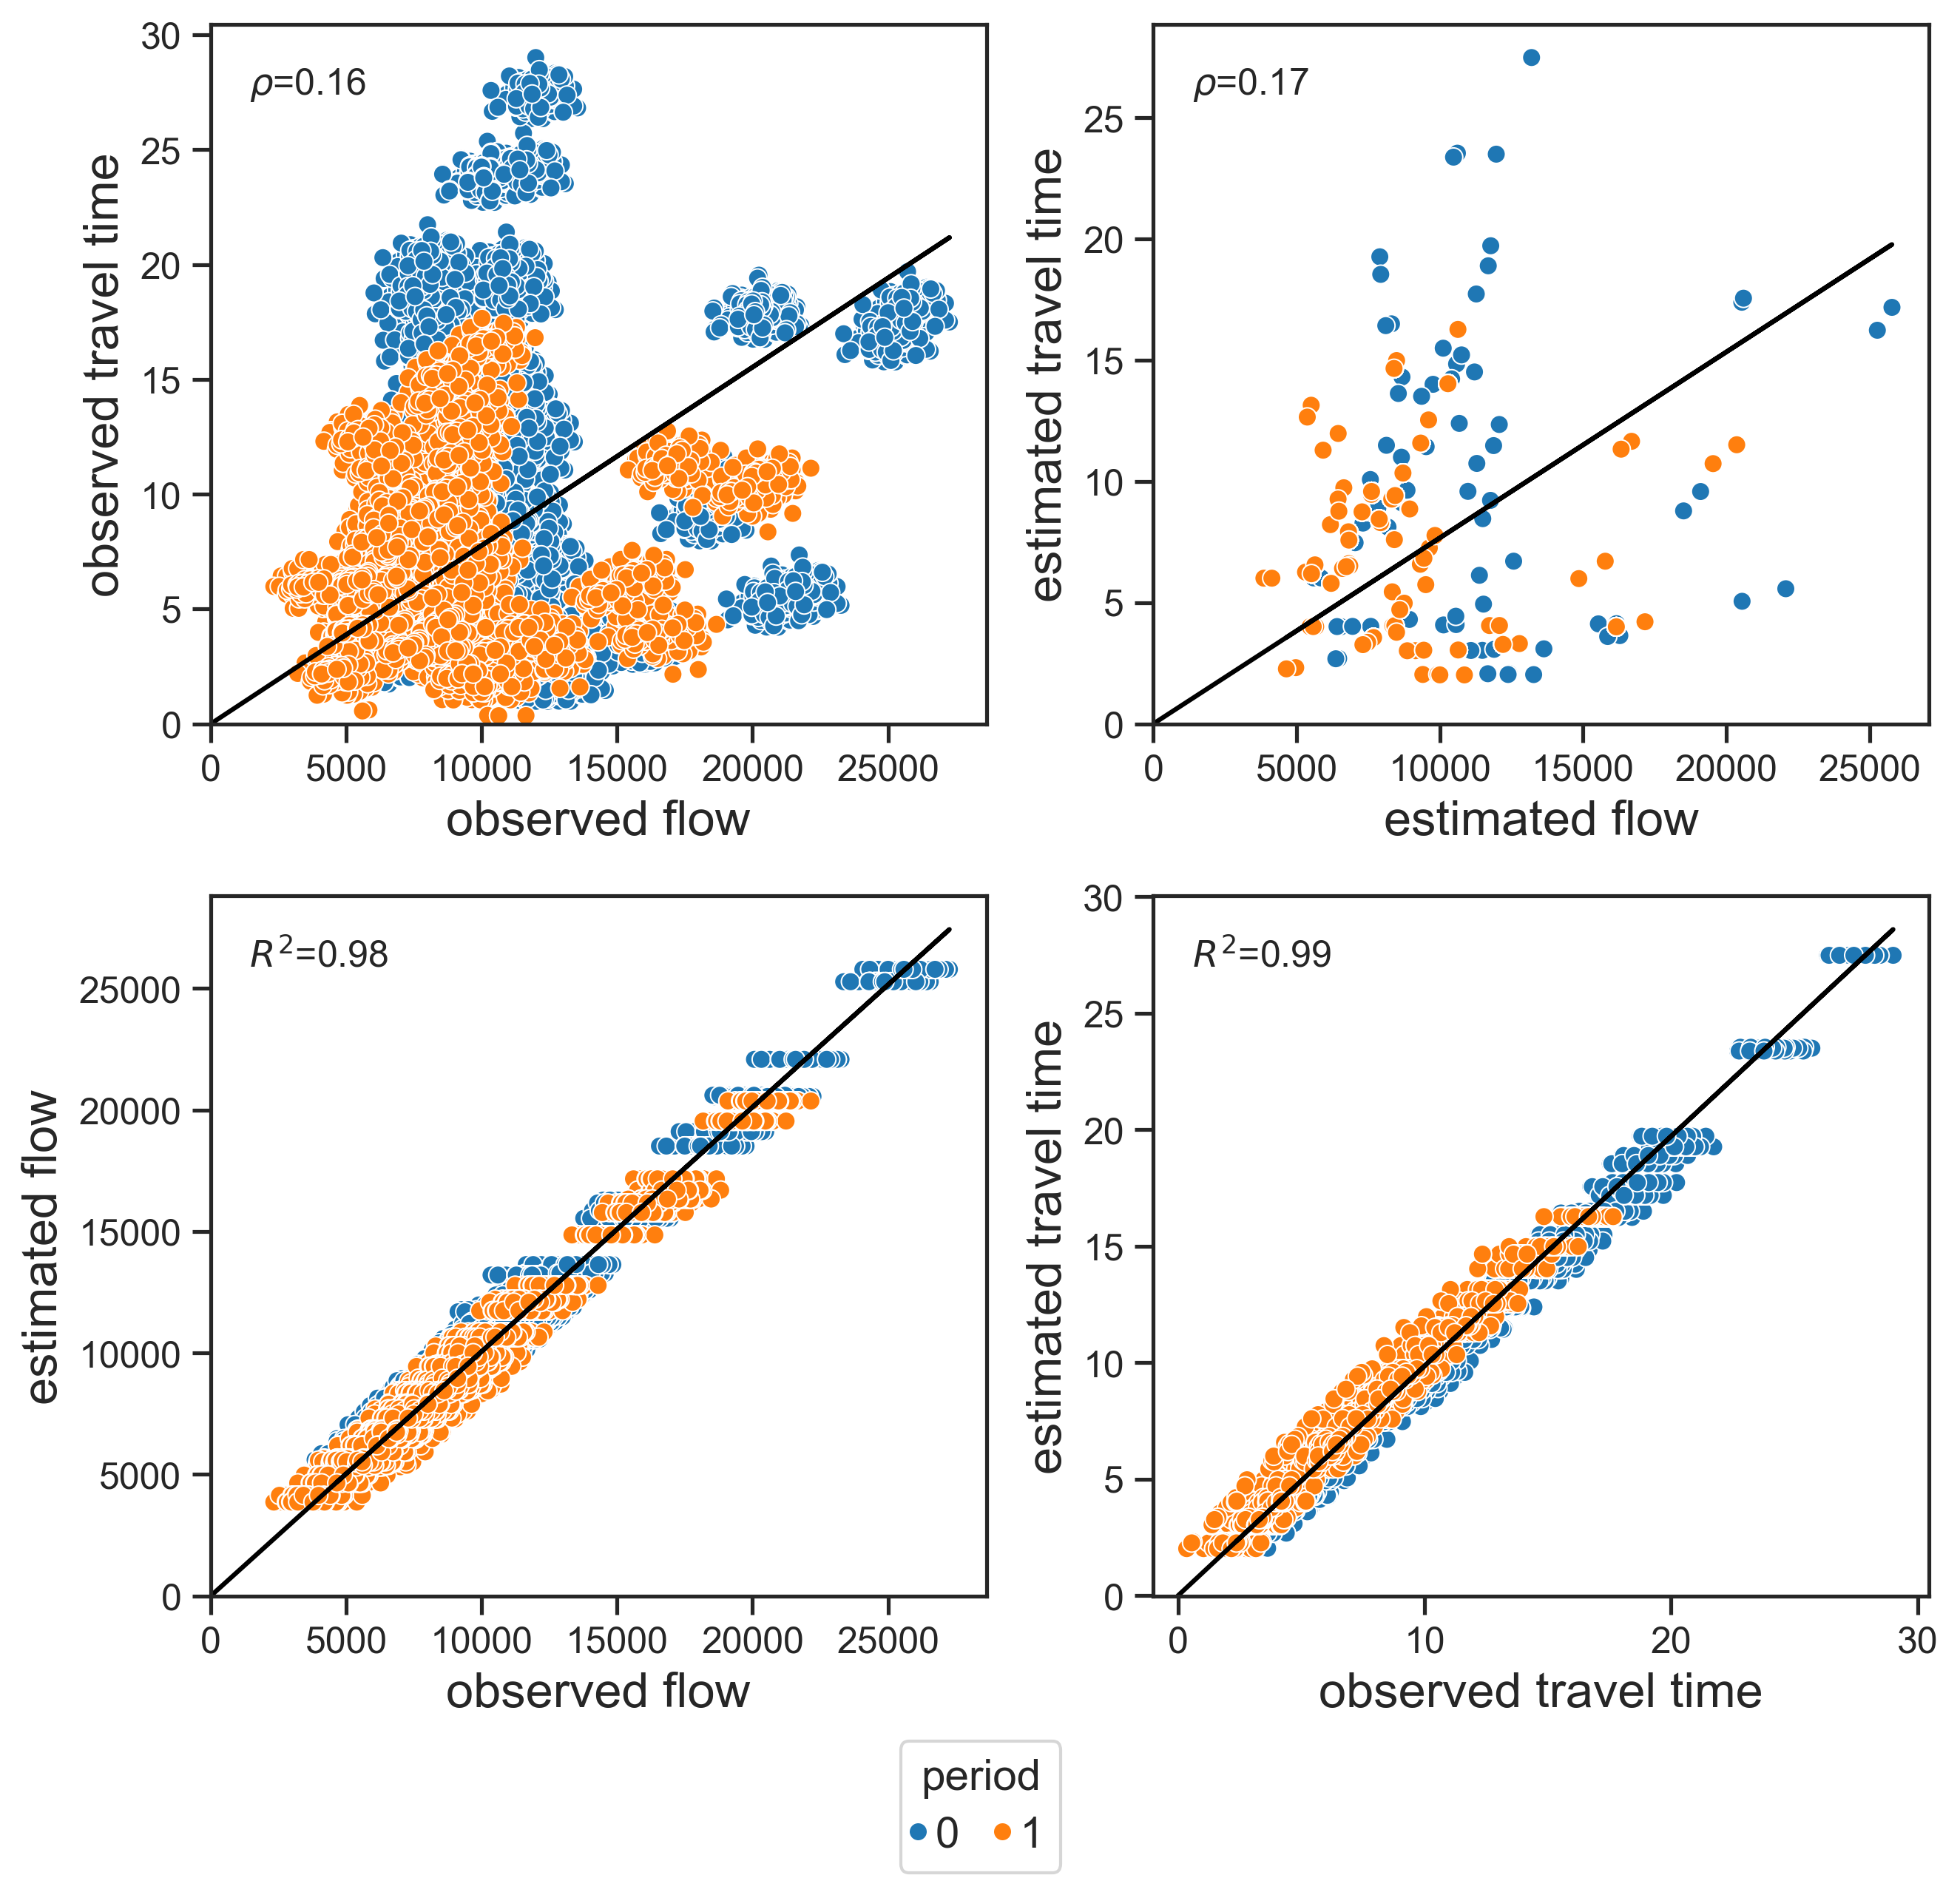 ρ=0.16
observed travel time
30
25
20
15
10
5
0
0 5000 10000 15000 20000 25000
observed flow
ρ=0.17
estimated travel time
25
20
15
10
5
0
0 5000 10000 15000 20000 25000
estimated flow
R²=0.98
estimated flow
25000
20000
15000
10000
5000
0
0 5000 10000 15000 20000 25000
observed flow
R²=0.99
estimated travel time
30
25
20
15
10
5
0
0 10 20 30
observed travel time
period
0 1